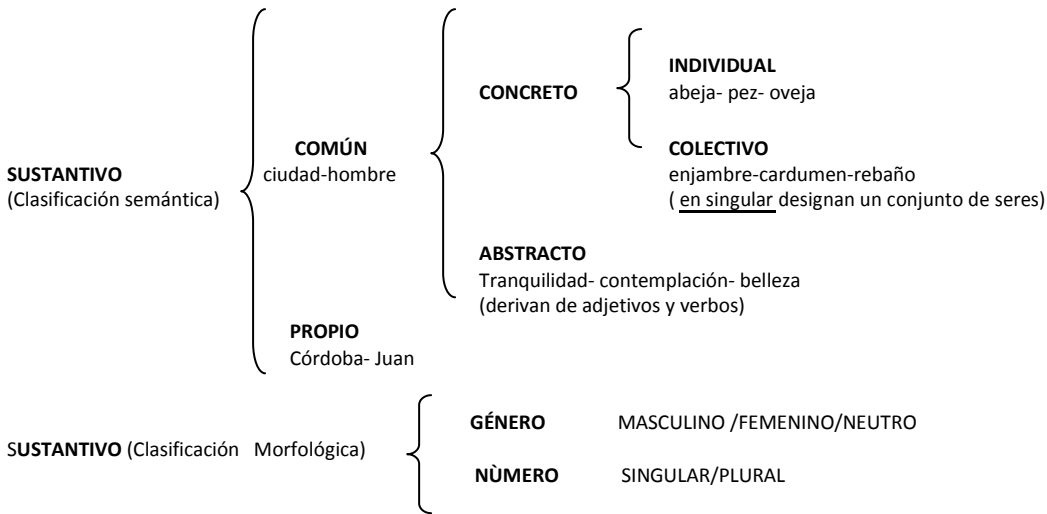 SUSTANTIVO
(Clasificación semántica)
COMÚN
ciudad-hombre
CONCRETO
INDIVIDUAL
abeja- pez- oveja
COLECTIVO
enjambre-cardumen-rebaño
( en singular designan un conjunto de seres)
ABSTRACTO
Tranquilidad- contemplación- belleza
(derivan de adjetivos y verbos)
PROPIO
Córdoba- Juan
SUSTANTIVO (Clasificación Morfológica)
GÉNERO MASCULINO /FEMENINO/NEUTRO
NÙMERO SINGULAR/PLURAL